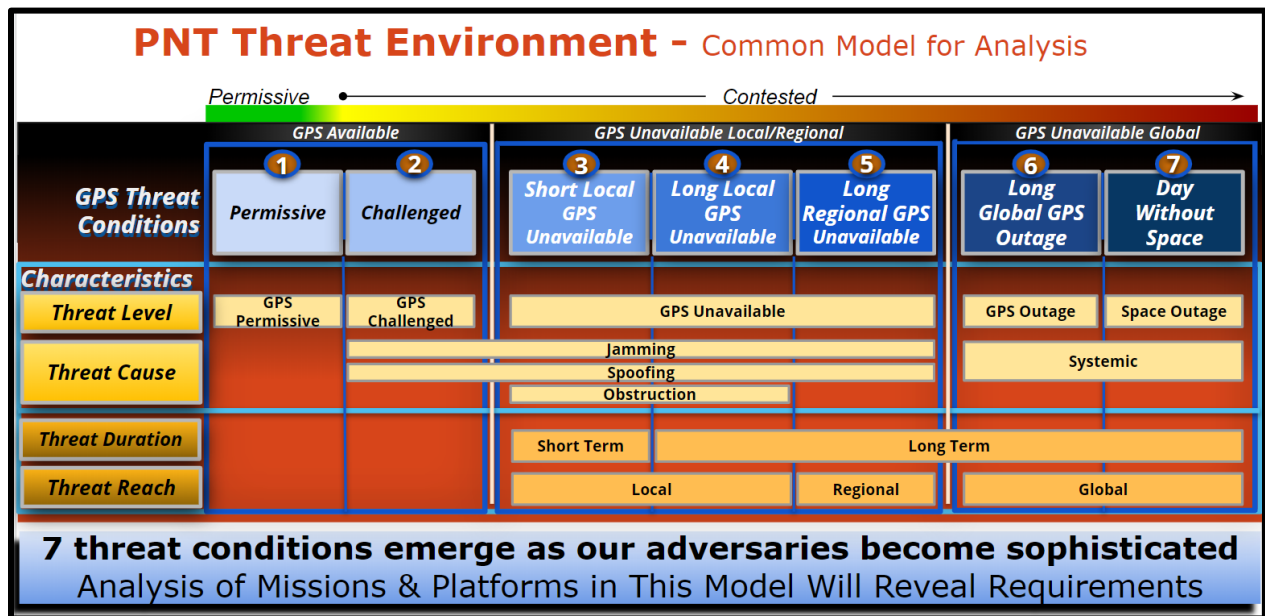 PNT Threat Environment - Common Model for Analysis
Permissive Contested
GPS Available GPS Unavailable Local/Regional GPS Unavailable Global
1 2 3 4 5 6 7
GPS Threat
Conditions
Permissive
Challenged
Short Local
GPS
Unavailable
Long Local
GPS
Unavailable
Long
Regional GPS
Unavailable
Long
Global GPS
Outage
Day
Without
Space
Characteristics
Threat Level
GPS
Permissive
GPS
Challenged
GPS Unavailable
GPS Outage
Space Outage
Threat Cause
Jamming
Spoofing
Obstruction
Systemic
Threat Duration
Short Term
Long Term
Threat Reach
Local
Regional
Global
7 threat conditions emerge as our adversaries become sophisticated
Analysis of Missions & Platforms in This Model Will Reveal Requirements